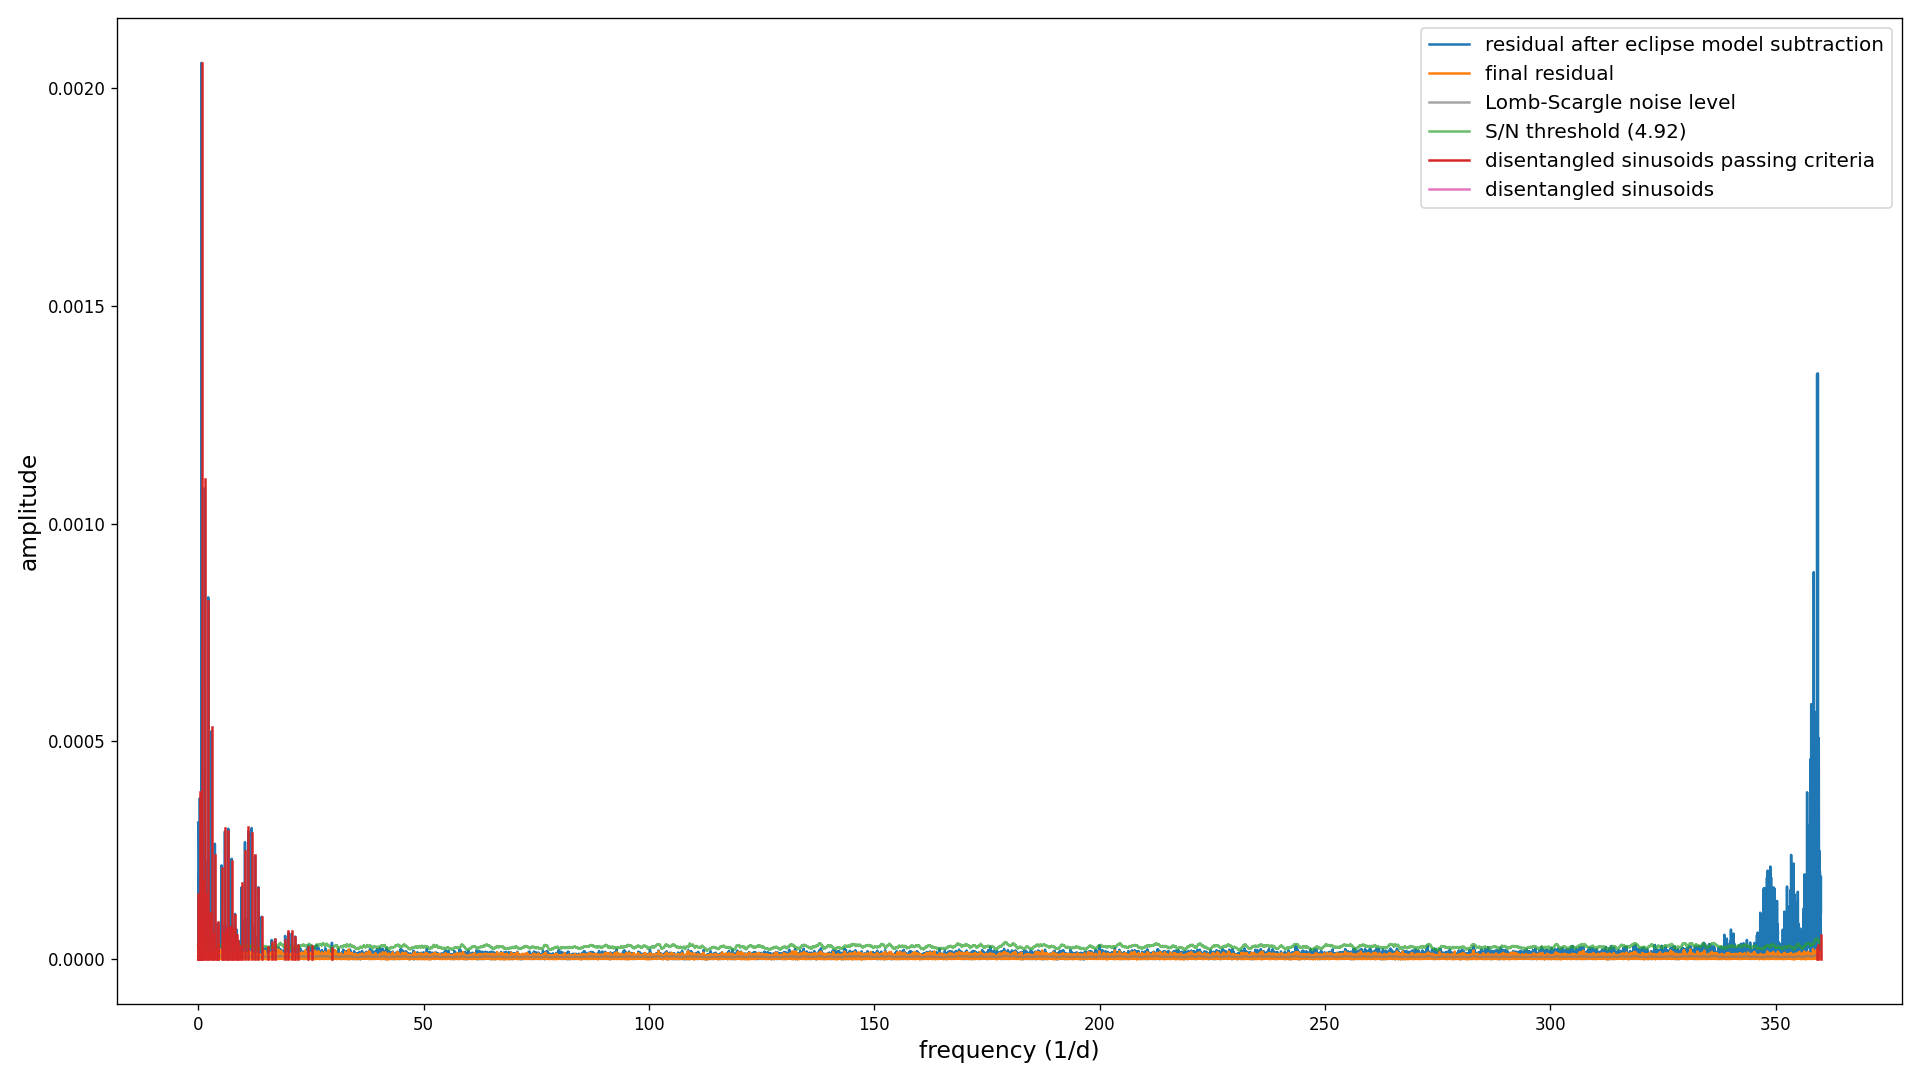 residual after eclipse model subtraction
final residual
Lomb-Scargle noise level
S/N threshold (4.92)
disentangled sinusoids passing criteria
disentangled sinusoids
0.0020
0.0015
0.0010
0.0005
0.0000
amplitude
0 50 100 150 200 250 300 350
frequency (1/d)